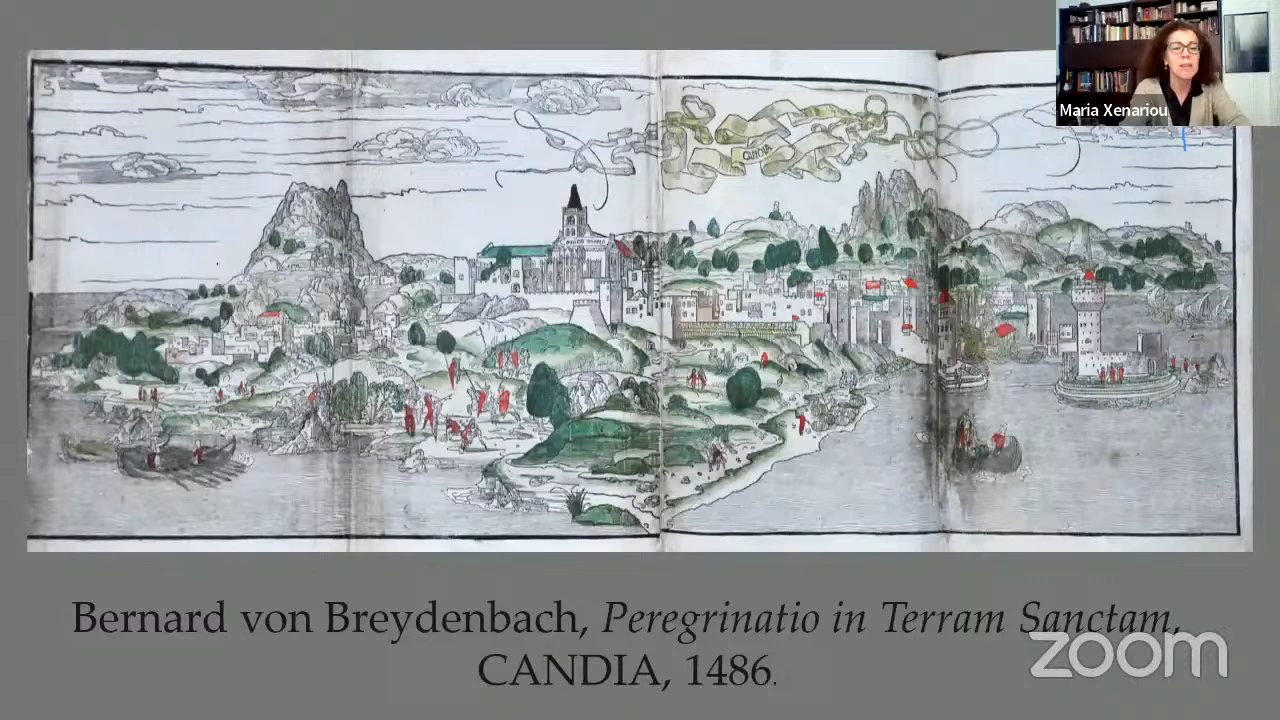 Maria Xenariou
CANDIA
Bernard von Breydenbach, Peregrinatio in Terram Sanctam,
CANDIA, 1486.
zoom